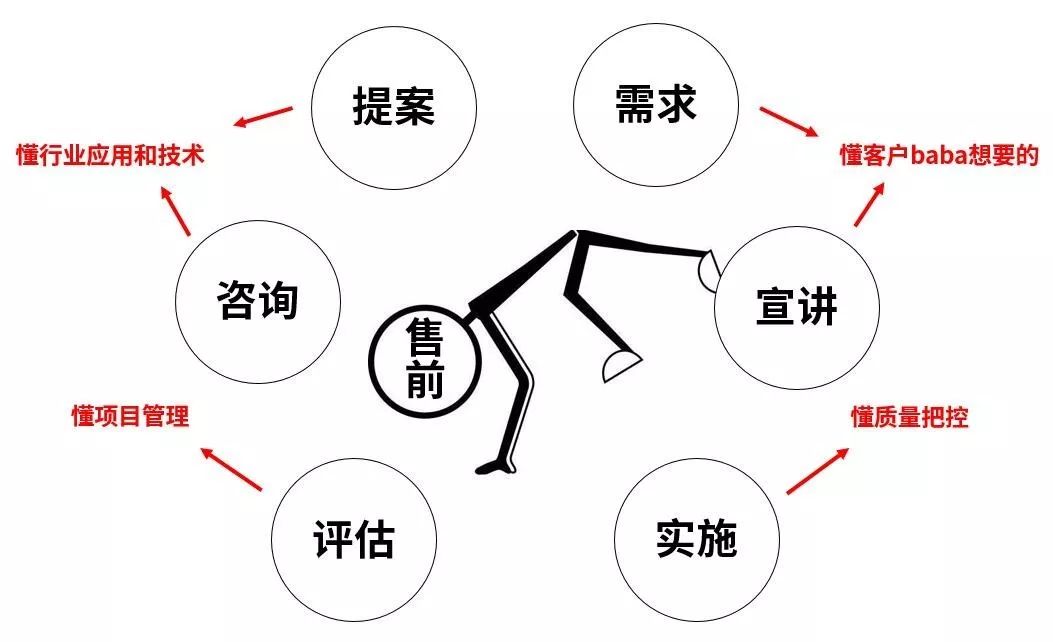 提案
需求
懂行业应用和技术
懂客户baba想要的
咨询
宣讲
售
前
懂项目管理
懂质量把控
评估
实施